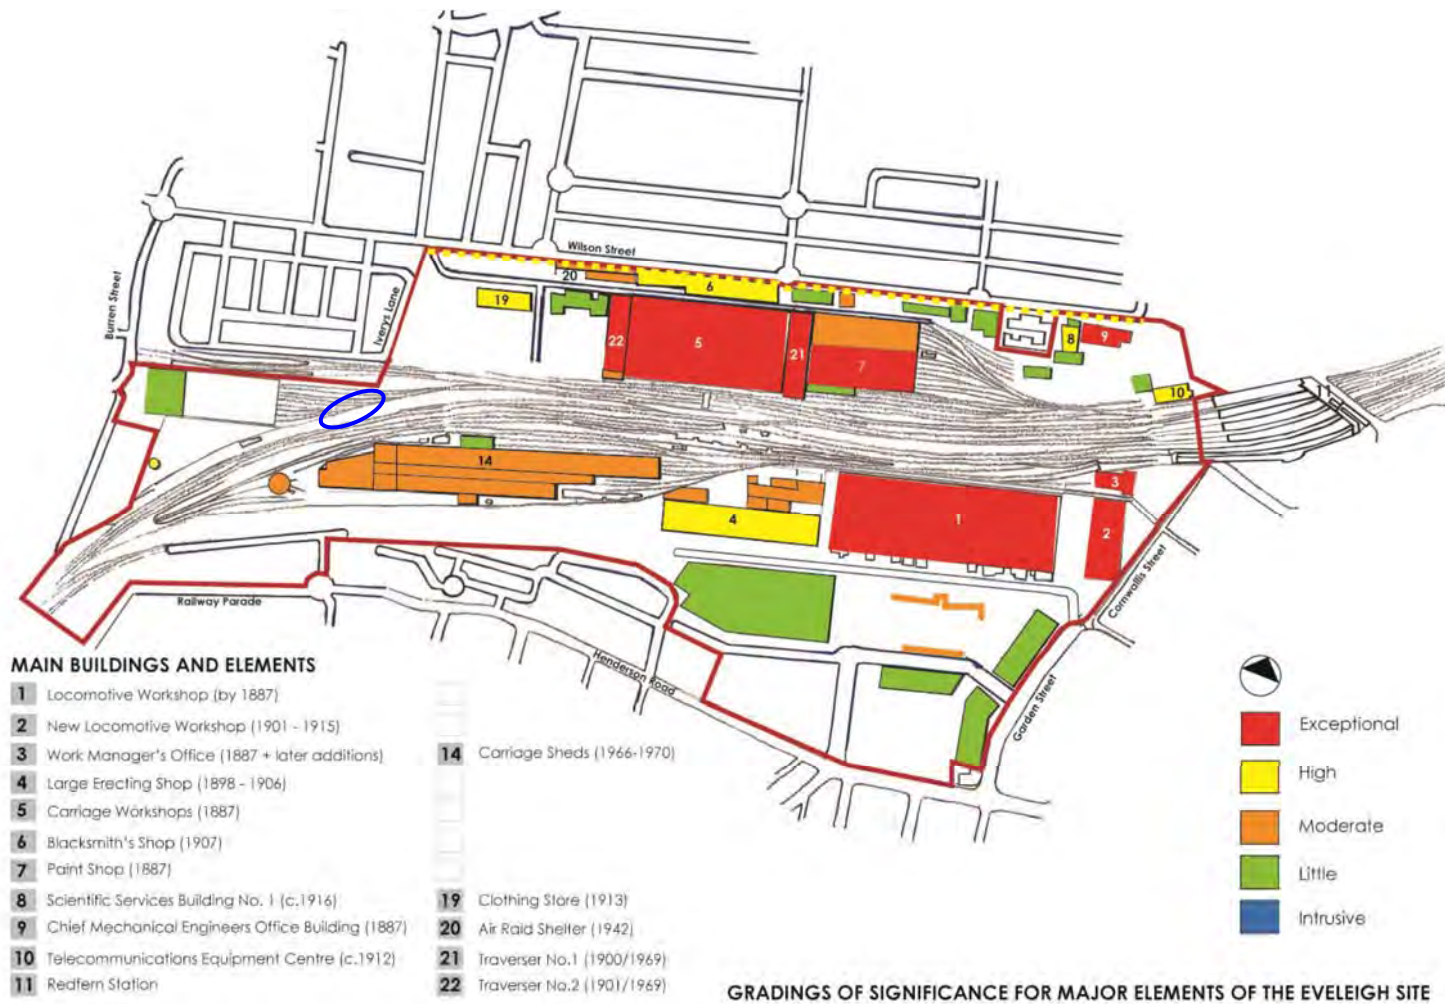 Wilson Street
20
6
19
Burren Street
Iverys Lane
22
5
21
7
8
9
10
11
14
3
4
1
2
Cornwallis Street
Railway Parade
Henderson Road
Garden Street
MAIN BUILDINGS AND ELEMENTS
1 Locomotive Workshop (by 1887)
2 New Locomotive Workshop (1901 - 1915)
3 Work Manager's Office (1887 + later additions)
4 Large Erecting Shop (1898 - 1906)
5 Carriage Workshops (1887)
6 Blacksmith's Shop (1907)
7 Paint Shop (1887)
8 Scientific Services Building No. 1 (c.1916)
9 Chief Mechanical Engineers Office Building (1887)
10 Telecommunications Equipment Centre (c.1912)
11 Redfern Station
14 Carriage Sheds (1966-1970)
19 Clothing Store (1913)
20 Air Raid Shelter (1942)
21 Traverser No.1 (1900/1969)
22 Traverser No.2 (1901/1969)
Exceptional
High
Moderate
Little
Intrusive
GRADINGS OF SIGNIFICANCE FOR MAJOR ELEMENTS OF THE EVELEIGH SITE